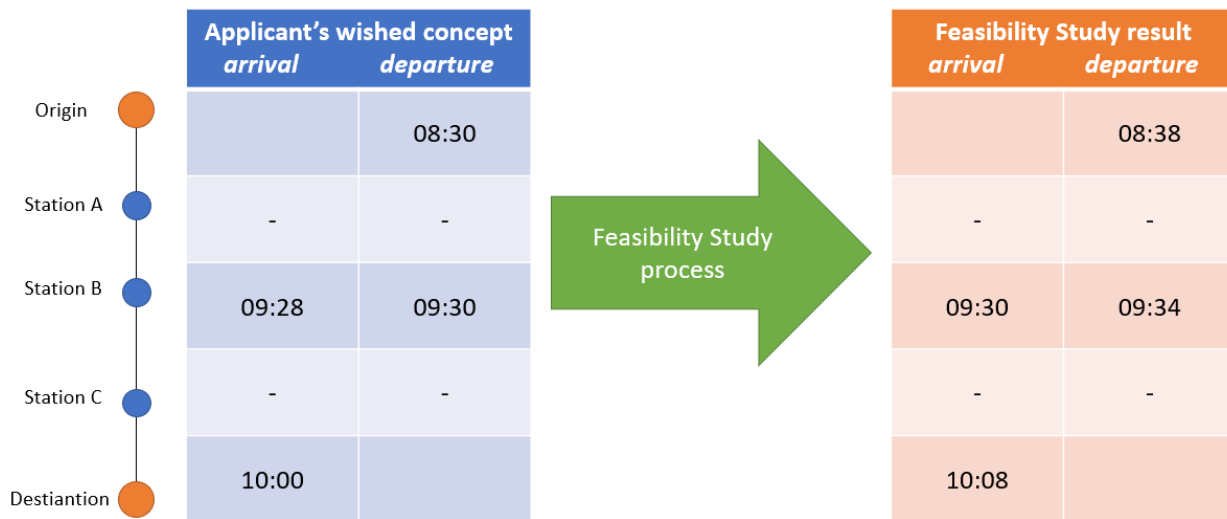 Applicant's wished concept
arrival departure
Feasibility Study result
arrival departure
Origin
08:30
08:38
Station A
- -
- -
Feasibility Study
process
Station B
09:28 09:30
09:30 09:34
Station C
- -
- -
Destiantion
10:00
10:08